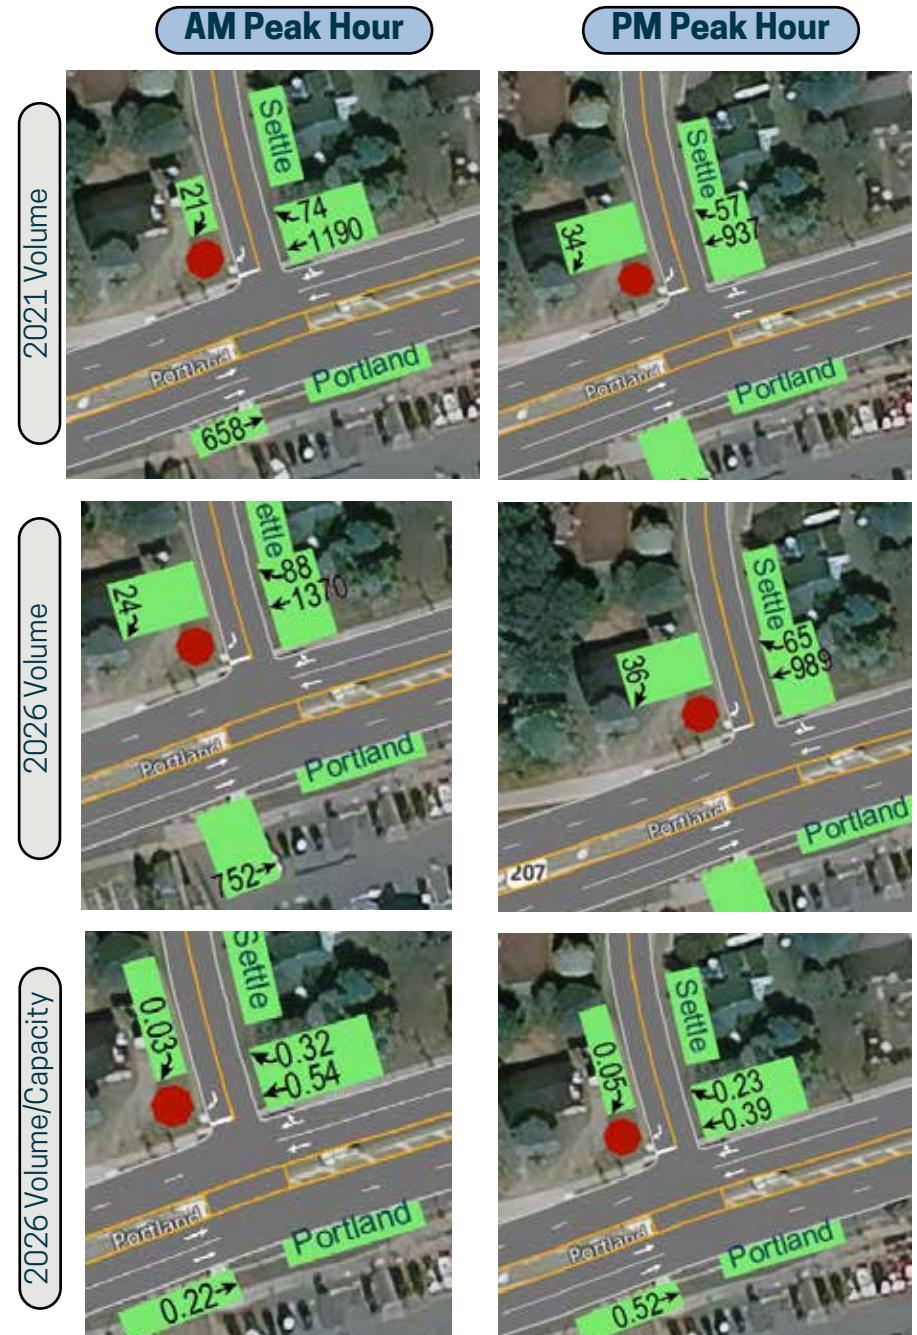 AM Peak Hour
PM Peak Hour
2021 Volume
Settle
21
74
1190
Portland
Portland
658
Settle
34
57
937
Portland
Portland
2026 Volume
ettle
24
88
1370
Portland
Portland
752
Settle
36
65
989
Portland
Portland
207
2026 Volume/Capacity
Settle
0.03
0.32
0.54
Portland
Portland
0.22
Settle
0.05
0.23
0.39
Portland
Portland
0.52